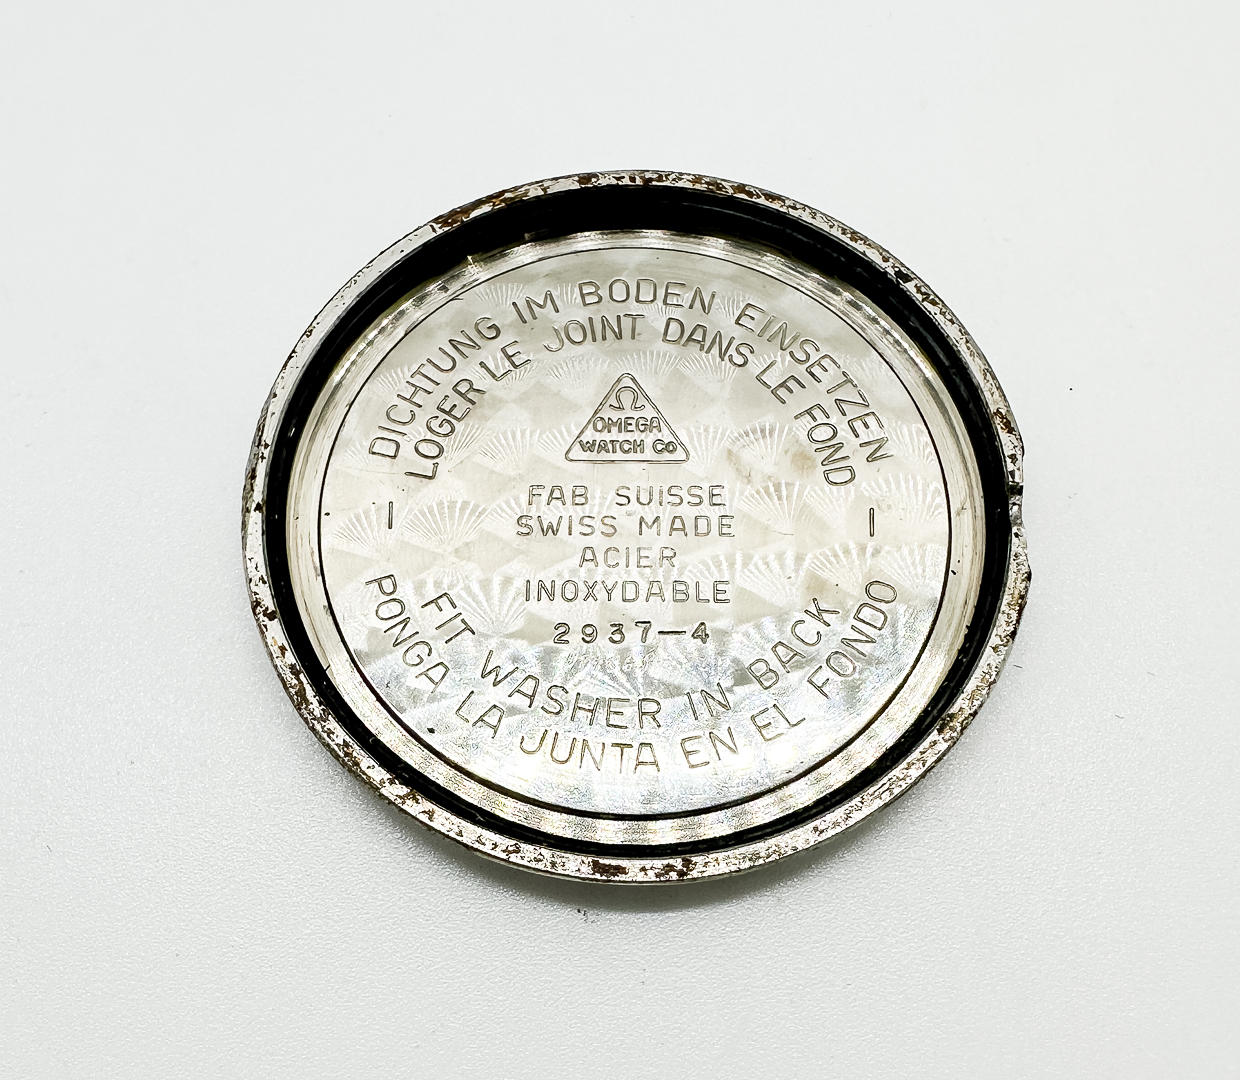 DICHTUNG IM BODEN EINSETZEN
LOGER LE JOINT DANS LE FOND
Ω
OMEGA
WATCH CO
FAB SUISSE
SWISS MADE
ACIER
INOXYDABLE
2937-4
FIT WASHER IN BACK
PONGA LA JUNTA EN EL FONDO